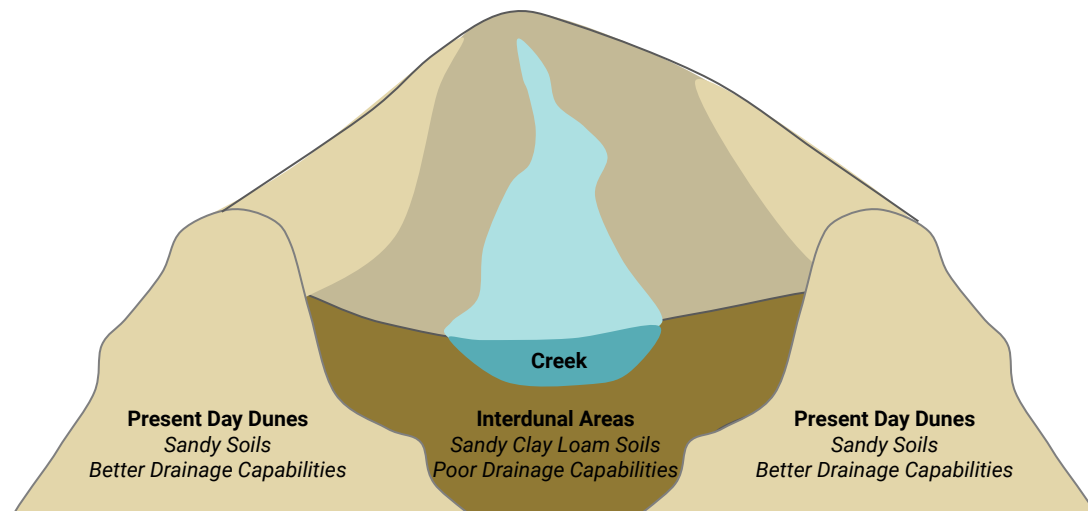 Creek
Present Day Dunes
Sandy Soils
Better Drainage Capabilities
Interdunal Areas
Sandy Clay Loam Soils
Poor Drainage Capabilities
Present Day Dunes
Sandy Soils
Better Drainage Capabilities